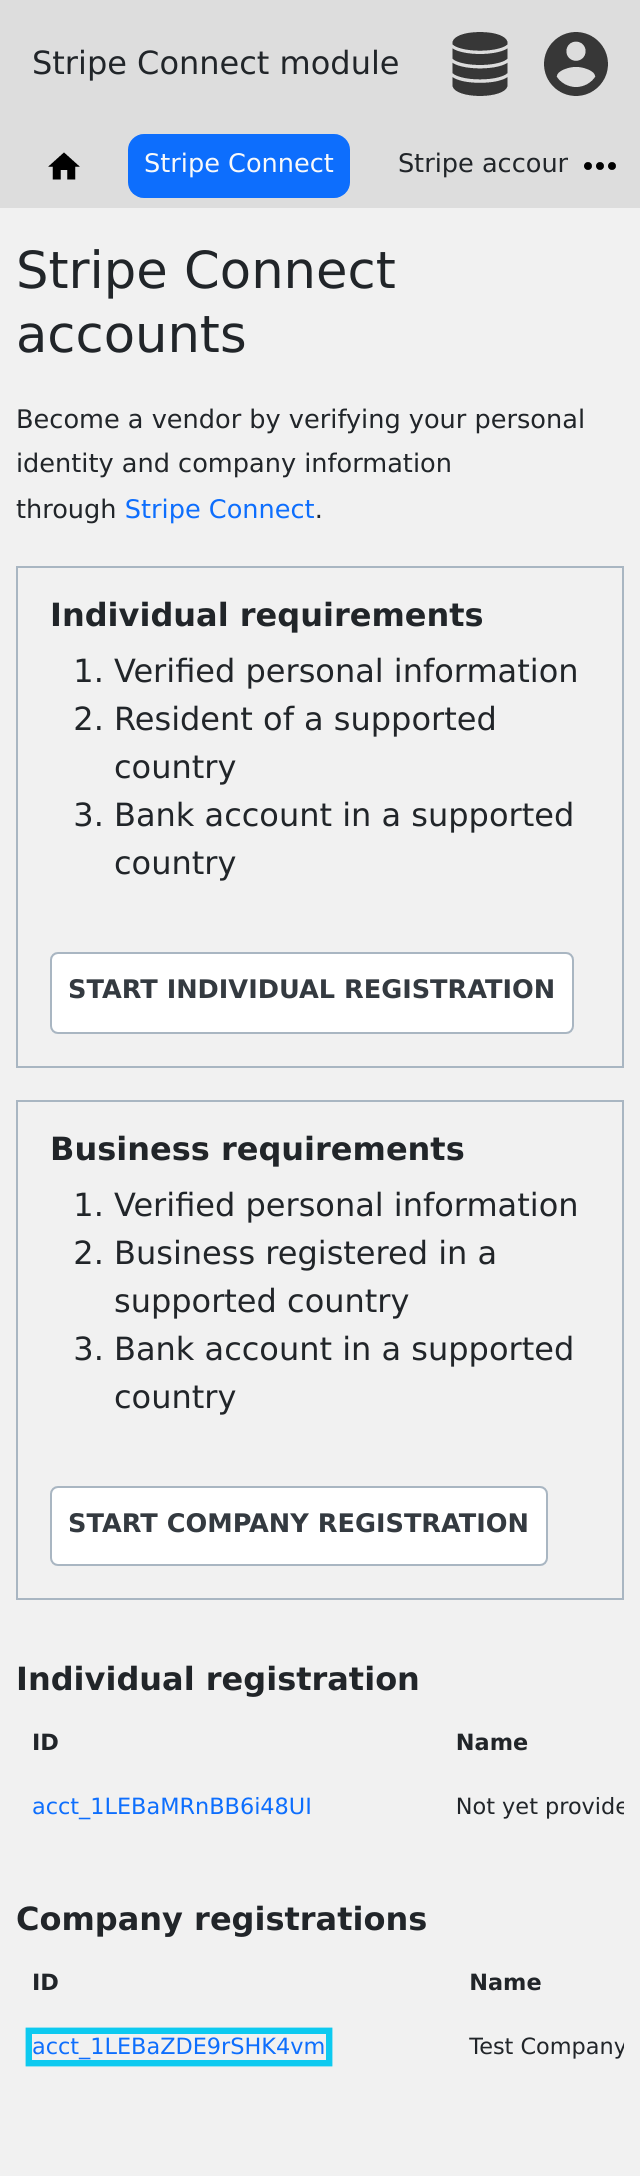 Stripe Connect module
Stripe Connect
Stripe accour
Stripe Connect
accounts
Become a vendor by verifying your personal
identity and company information
through Stripe Connect.
Individual requirements
1. Verified personal information
2. Resident of a supported
country
3. Bank account in a supported
country
START INDIVIDUAL REGISTRATION
Business requirements
1. Verified personal information
2. Business registered in a
supported country
3. Bank account in a supported
country
START COMPANY REGISTRATION
Individual registration
ID Name
acct_1LEBaMRnBB6i48UI Not yet provide
Company registrations
ID Name
acct_1LEBaZDE9rSHK4vm Test Company